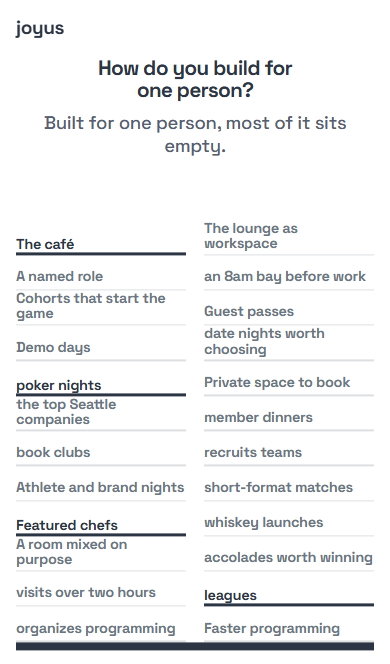 joyus
How do you build for
one person?
Built for one person, most of it sits
empty.
The café
A named role
Cohorts that start the
game
Demo days
poker nights
the top Seattle
companies
book clubs
Athlete and brand nights
Featured chefs
A room mixed on
purpose
visits over two hours
organizes programming
The lounge as
workspace
an 8am bay before work
Guest passes
date nights worth
choosing
Private space to book
member dinners
recruits teams
short-format matches
whiskey launches
accolades worth winning
leagues
Faster programming